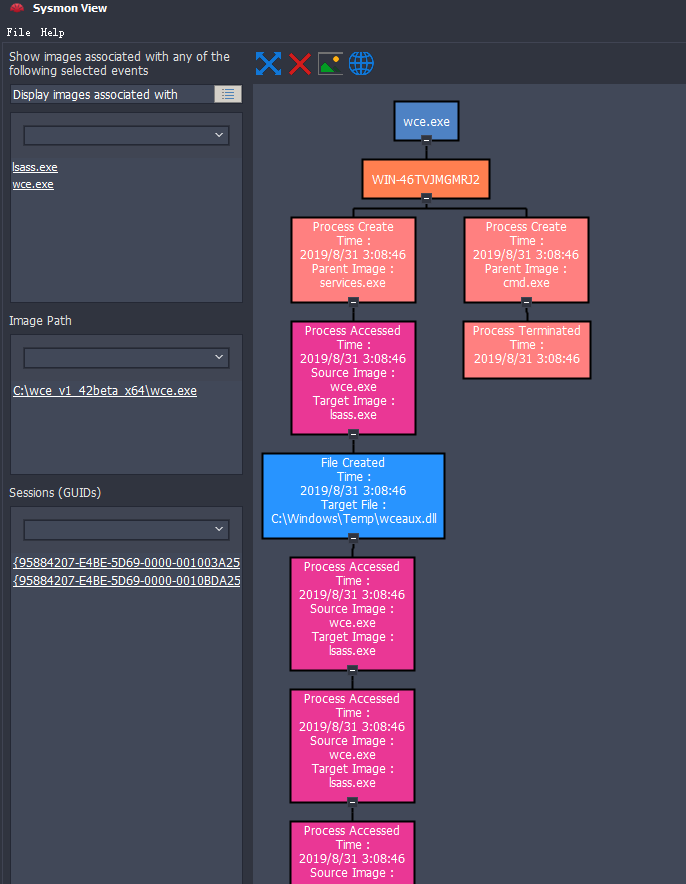 Sysmon View
File Help
Show images associated with any of the
following selected events
Display images associated with
lsass.exe
wce.exe
Image Path
C:\wce_v1_42beta_x64\wce.exe
Sessions (GUIDs)
{95884207-E4BE-5D69-0000-001003A25
{95884207-E4BE-5D69-0000-0010BDA25
wce.exe
WIN-46TVJMGMRJ2
Process Create
Time :
2019/8/31 3:08:46
Parent Image :
services.exe
Process Create
Time :
2019/8/31 3:08:46
Parent Image :
cmd.exe
Process Accessed
Time :
2019/8/31 3:08:46
Source Image :
wce.exe
Target Image :
lsass.exe
Process Terminated
Time :
2019/8/31 3:08:46
File Created
Time :
2019/8/31 3:08:46
Target File :
C:\Windows\Temp\wceaux.dll
Process Accessed
Time :
2019/8/31 3:08:46
Source Image :
wce.exe
Target Image :
lsass.exe
Process Accessed
Time :
2019/8/31 3:08:46
Source Image :
wce.exe
Target Image :
lsass.exe
Process Accessed
Time :
2019/8/31 3:08:46
Source Image :